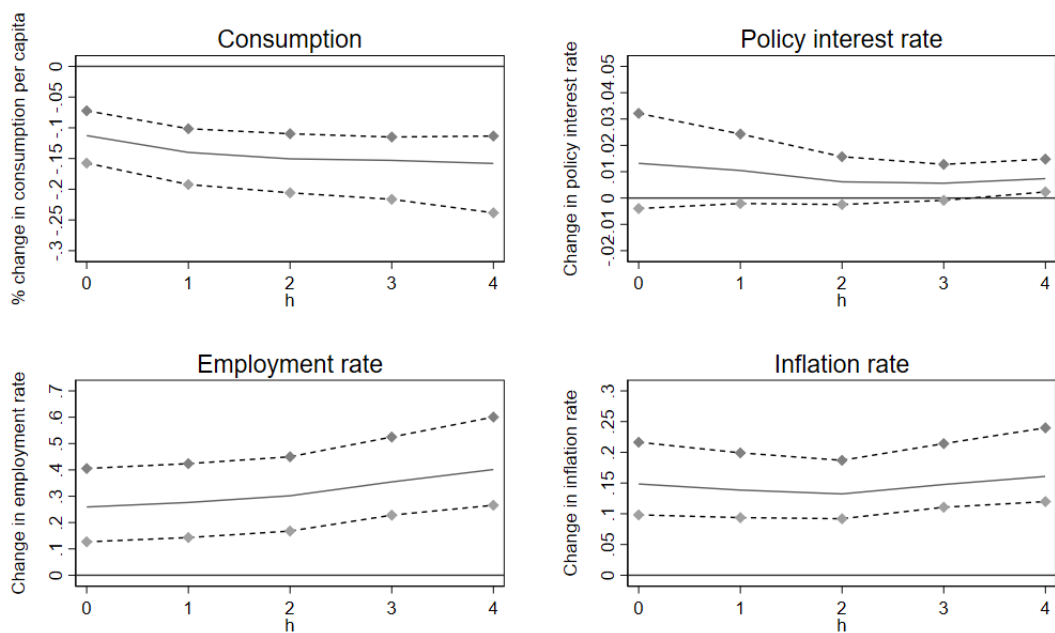 Consumption
% change in consumption per capita
0
-.05
-.1
-.15
-.2
-.25
-.3
0 1 2 3 4
h
Policy interest rate
Change in policy interest rate
.05
.04
.03
.02
.01
0
-.01
-.02
0 1 2 3 4
h
Employment rate
Change in employment rate
.7
.6
.5
.4
.3
.2
.1
0
0 1 2 3 4
h
Inflation rate
Change in inflation rate
.3
.25
.2
.15
.1
.05
0
0 1 2 3 4
h